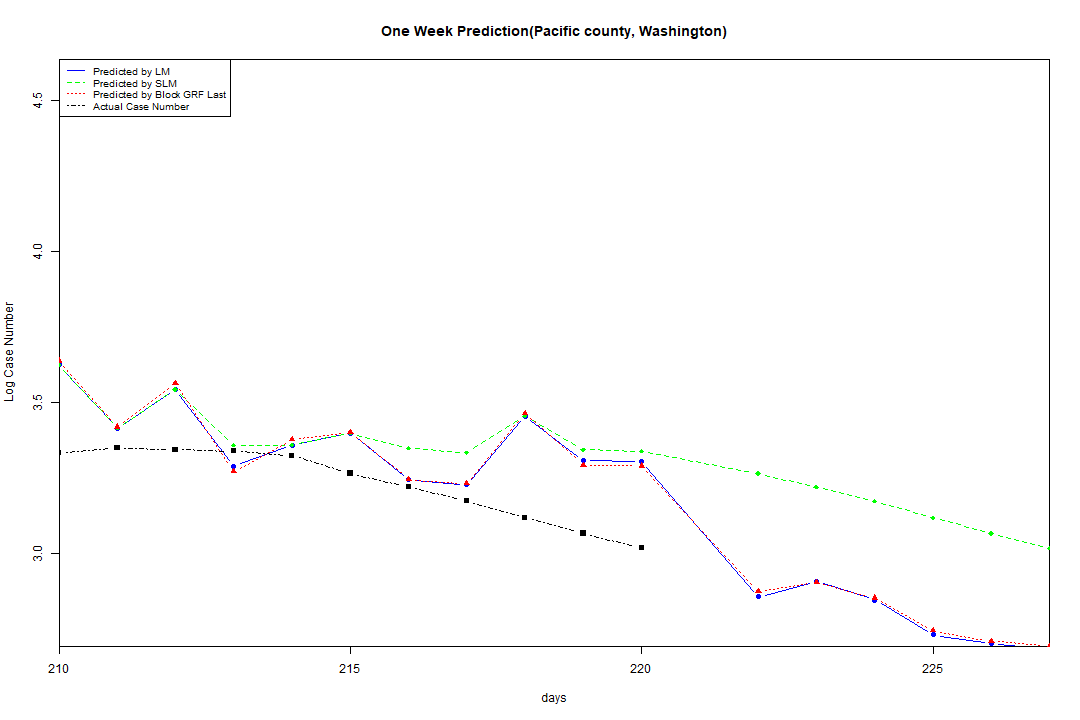 One Week Prediction(Pacific county, Washington)
Predicted by LM
Predicted by SLM
Predicted by Block GRF Last
Actual Case Number
4.5
4.0
3.5
3.0
Log Case Number
210
215
220
225
days